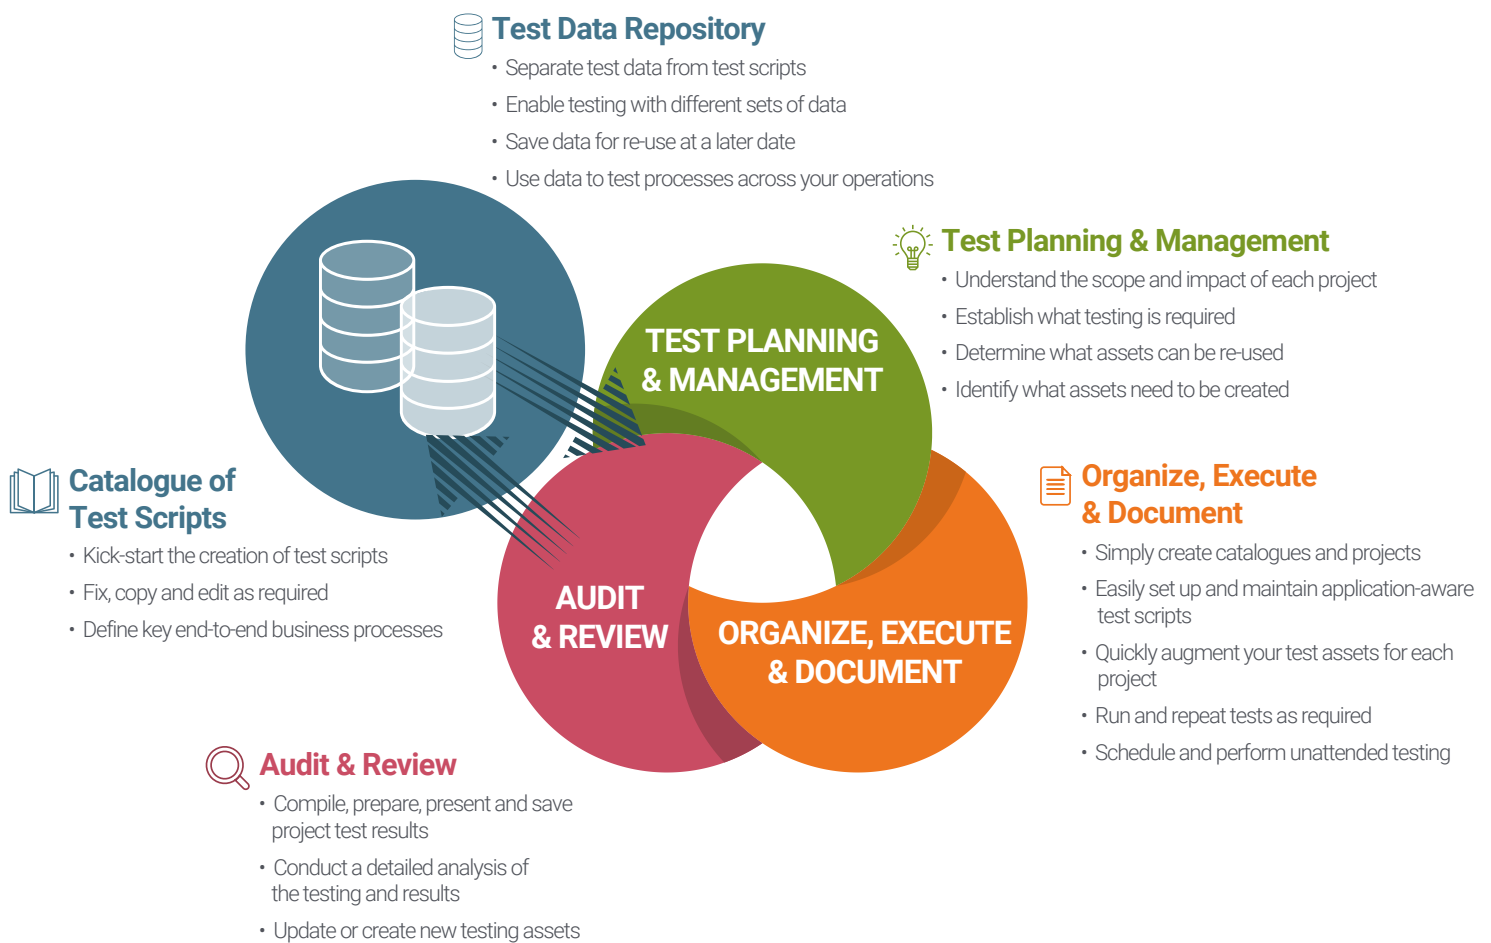 Test Data Repository
• Separate test data from test scripts
• Enable testing with different sets of data
• Save data for re-use at a later date
• Use data to test processes across your operations
Test Planning & Management
• Understand the scope and impact of each project
• Establish what testing is required
• Determine what assets can be re-used
• Identify what assets need to be created
TEST PLANNING
& MANAGEMENT
Catalogue of
Test Scripts
• Kick-start the creation of test scripts
• Fix, copy and edit as required
• Define key end-to-end business processes
Organize, Execute
& Document
• Simply create catalogues and projects
• Easily set up and maintain application-aware
test scripts
• Quickly augment your test assets for each
project
• Run and repeat tests as required
• Schedule and perform unattended testing
AUDIT
& REVIEW
ORGANIZE, EXECUTE
& DOCUMENT
Audit & Review
• Compile, prepare, present and save
project test results
• Conduct a detailed analysis of
the testing and results
• Update or create new testing assets